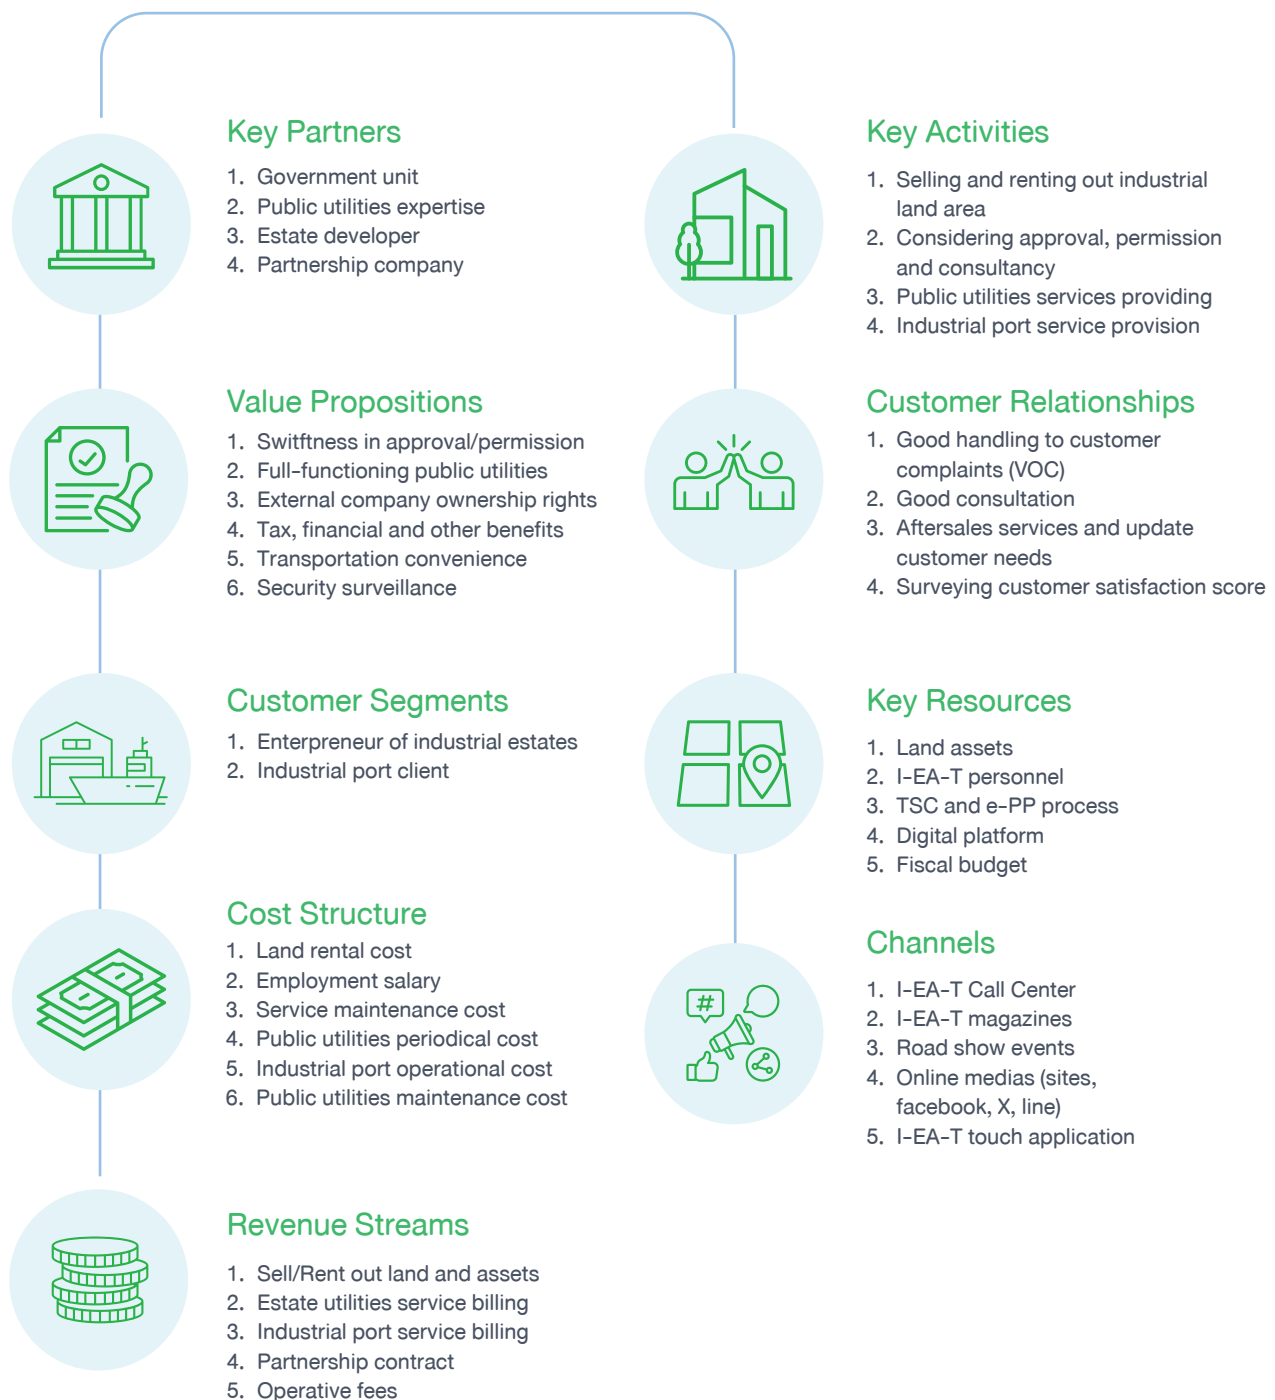 Key Partners
1. Government unit
2. Public utilities expertise
3. Estate developer
4. Partnership company
Value Propositions
1. Swiftness in approval/permission
2. Full-functioning public utilities
3. External company ownership rights
4. Tax, financial and other benefits
5. Transportation convenience
6. Security surveillance
Customer Segments
1. Enterpreneur of industrial estates
2. Industrial port client
Cost Structure
1. Land rental cost
2. Employment salary
3. Service maintenance cost
4. Public utilities periodical cost
5. Industrial port operational cost
6. Public utilities maintenance cost
Revenue Streams
1. Sell/Rent out land and assets
2. Estate utilities service billing
3. Industrial port service billing
4. Partnership contract
5. Operative fees
Key Activities
1. Selling and renting out industrial
land area
2. Considering approval, permission
and consultancy
3. Public utilities services providing
4. Industrial port service provision
Customer Relationships
1. Good handling to customer
complaints (VOC)
2. Good consultation
3. Aftersales services and update
customer needs
4. Surveying customer satisfaction score
Key Resources
1. Land assets
2. I-EA-T personnel
3. TSC and e-PP process
4. Digital platform
5. Fiscal budget
Channels
#
1. I-EA-T Call Center
2. I-EA-T magazines
3. Road show events
4. Online medias (sites,
facebook, X, line)
5. I-EA-T touch application